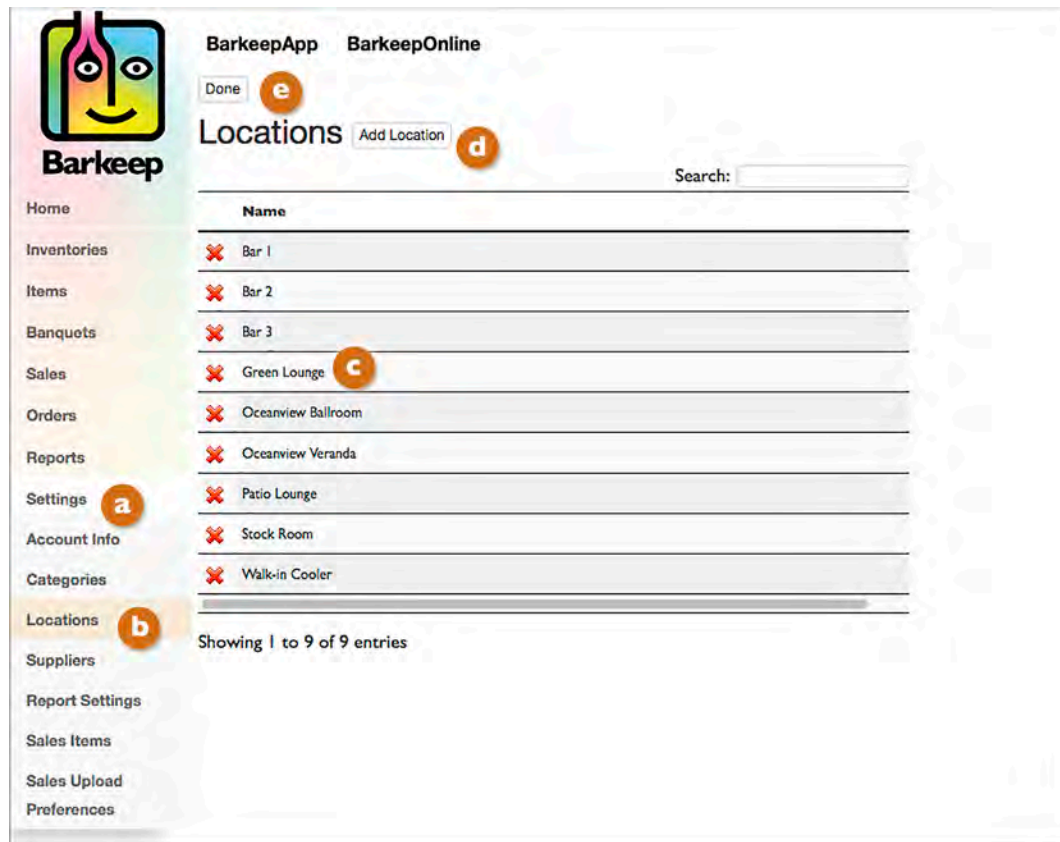 BarkeepApp BarkeepOnline
Done e
Locations Add Location d
Barkeep
Search:
Home
Name
Inventories
Bar 1
Items
Bar 2
Banquets
Bar 3
Sales
Green Lounge c
Orders
Oceanview Ballroom
Reports
Oceanview Veranda
Settings a
Patio Lounge
Account Info
Stock Room
Categories
Walk-in Cooler
Locations b
Showing 1 to 9 of 9 entries
Suppliers
Report Settings
Sales Items
Sales Upload
Preferences